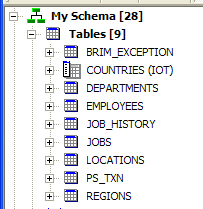 My Schema [28]
Tables [9]
BRIM_EXCEPTION
COUNTRIES (IOT)
DEPARTMENTS
EMPLOYEES
JOB_HISTORY
JOBS
LOCATIONS
PS_TXN
REGIONS